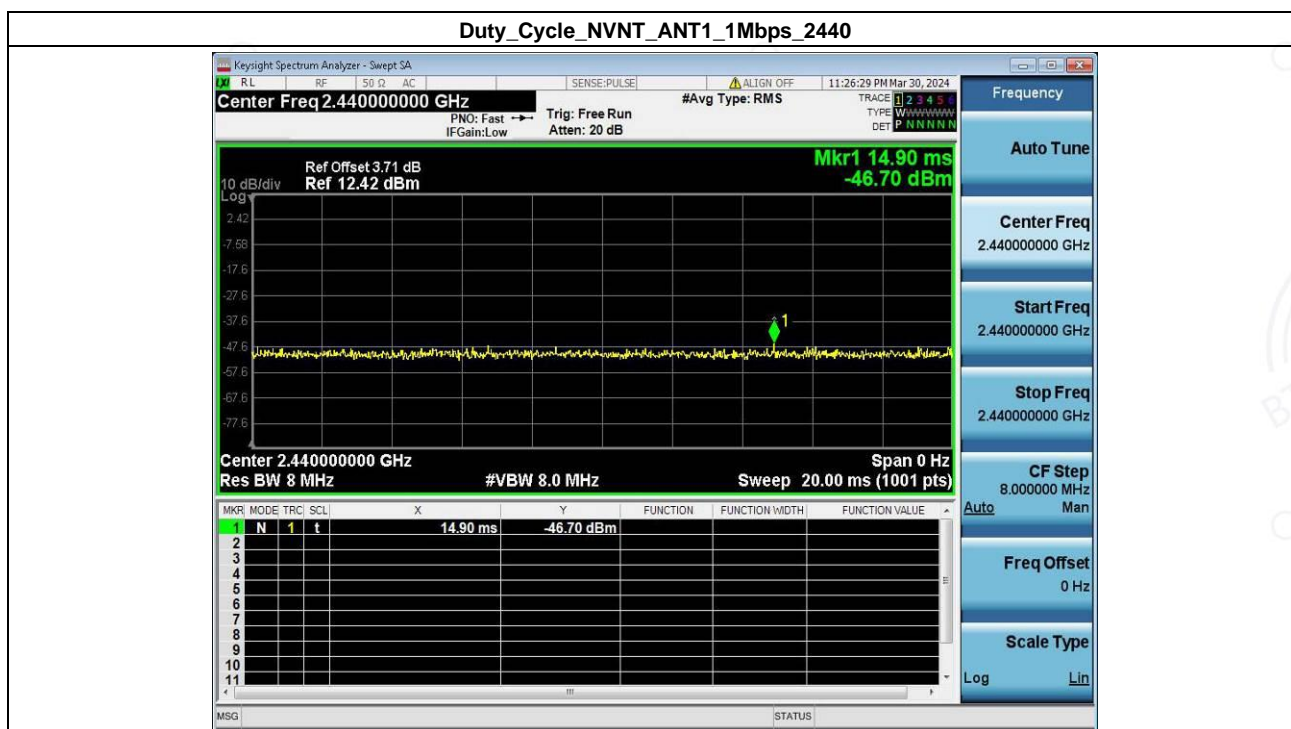 Duty_Cycle_NVNT_ANT1_1Mbps_2440
Keysight Spectrum Analyzer - Swept SA
RL RF 50 Ω AC SENSE:PULSE ALIGN OFF 11:26:29 PM Mar 30, 2024
Center Freq 2.440000000 GHz #Avg Type: RMS TRACE 1 2 3 4 5 6
PNO: Fast Trig: Free Run TYPE WWWWWW
IFGain:Low Atten: 20 dB DET P N N N N N
Frequency
Auto Tune
Center Freq
2.440000000 GHz
Start Freq
2.440000000 GHz
Stop Freq
2.440000000 GHz
CF Step
8.000000 MHz
Auto Man
Freq Offset
0 Hz
Scale Type
Log Lin
Mkr1 14.90 ms
-46.70 dBm
Ref Offset 3.71 dB
10 dB/div Ref 12.42 dBm
Log
2.42
-7.58
-17.6
-27.6
-37.6
-47.6
-57.6
-67.6
-77.6
1
Center 2.440000000 GHz Span 0 Hz
Res BW 8 MHz #VBW 8.0 MHz Sweep 20.00 ms (1001 pts)
MKR MODE TRC SCL X Y FUNCTION FUNCTION WIDTH FUNCTION VALUE
1 N 1 t 14.90 ms -46.70 dBm
2
3
4
5
6
7
8
9
10
11
MSG STATUS